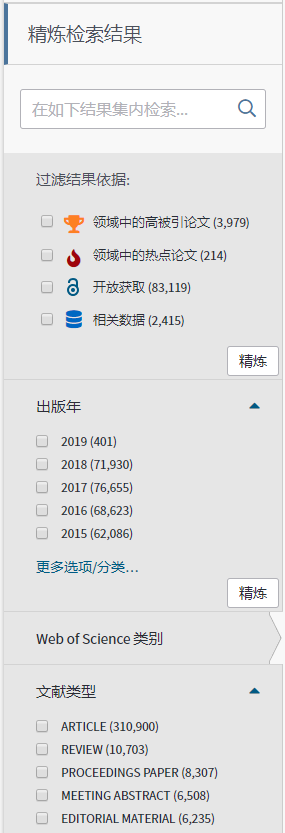 精炼检索结果
在如下结果集内检索...
过滤结果依据:
领域中的高被引论文 (3,979)
领域中的热点论文 (214)
开放获取 (83,119)
相关数据 (2,415)
精炼
出版年
2019 (401)
2018 (71,930)
2017 (76,655)
2016 (68,623)
2015 (62,086)
更多选项/分类...
精炼
Web of Science 类别
文献类型
ARTICLE (310,900)
REVIEW (10,703)
PROCEEDINGS PAPER (8,307)
MEETING ABSTRACT (6,508)
EDITORIAL MATERIAL (6,235)